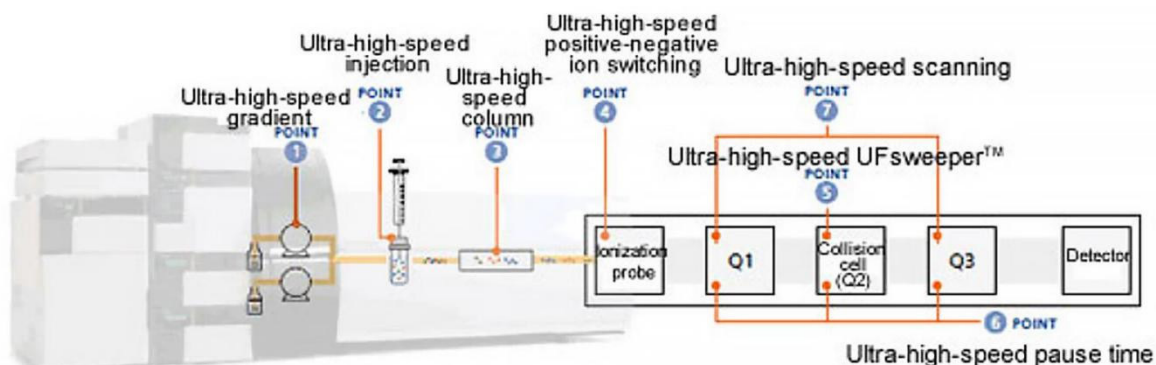 Ultra-high-speed
positive-negative
ion switching
POINT
4
Ultra-high-speed
injection
POINT
2
Ultra-high-
speed
column
POINT
3
Ultra-high-speed scanning
POINT
7
Ultra-high-speed
gradient
POINT
1
Ultra-high-speed UFsweeper™
POINT
5
Ionization
probe
Q1
Collision
cell
(Q2)
Q3
Detector
6 POINT
Ultra-high-speed pause time